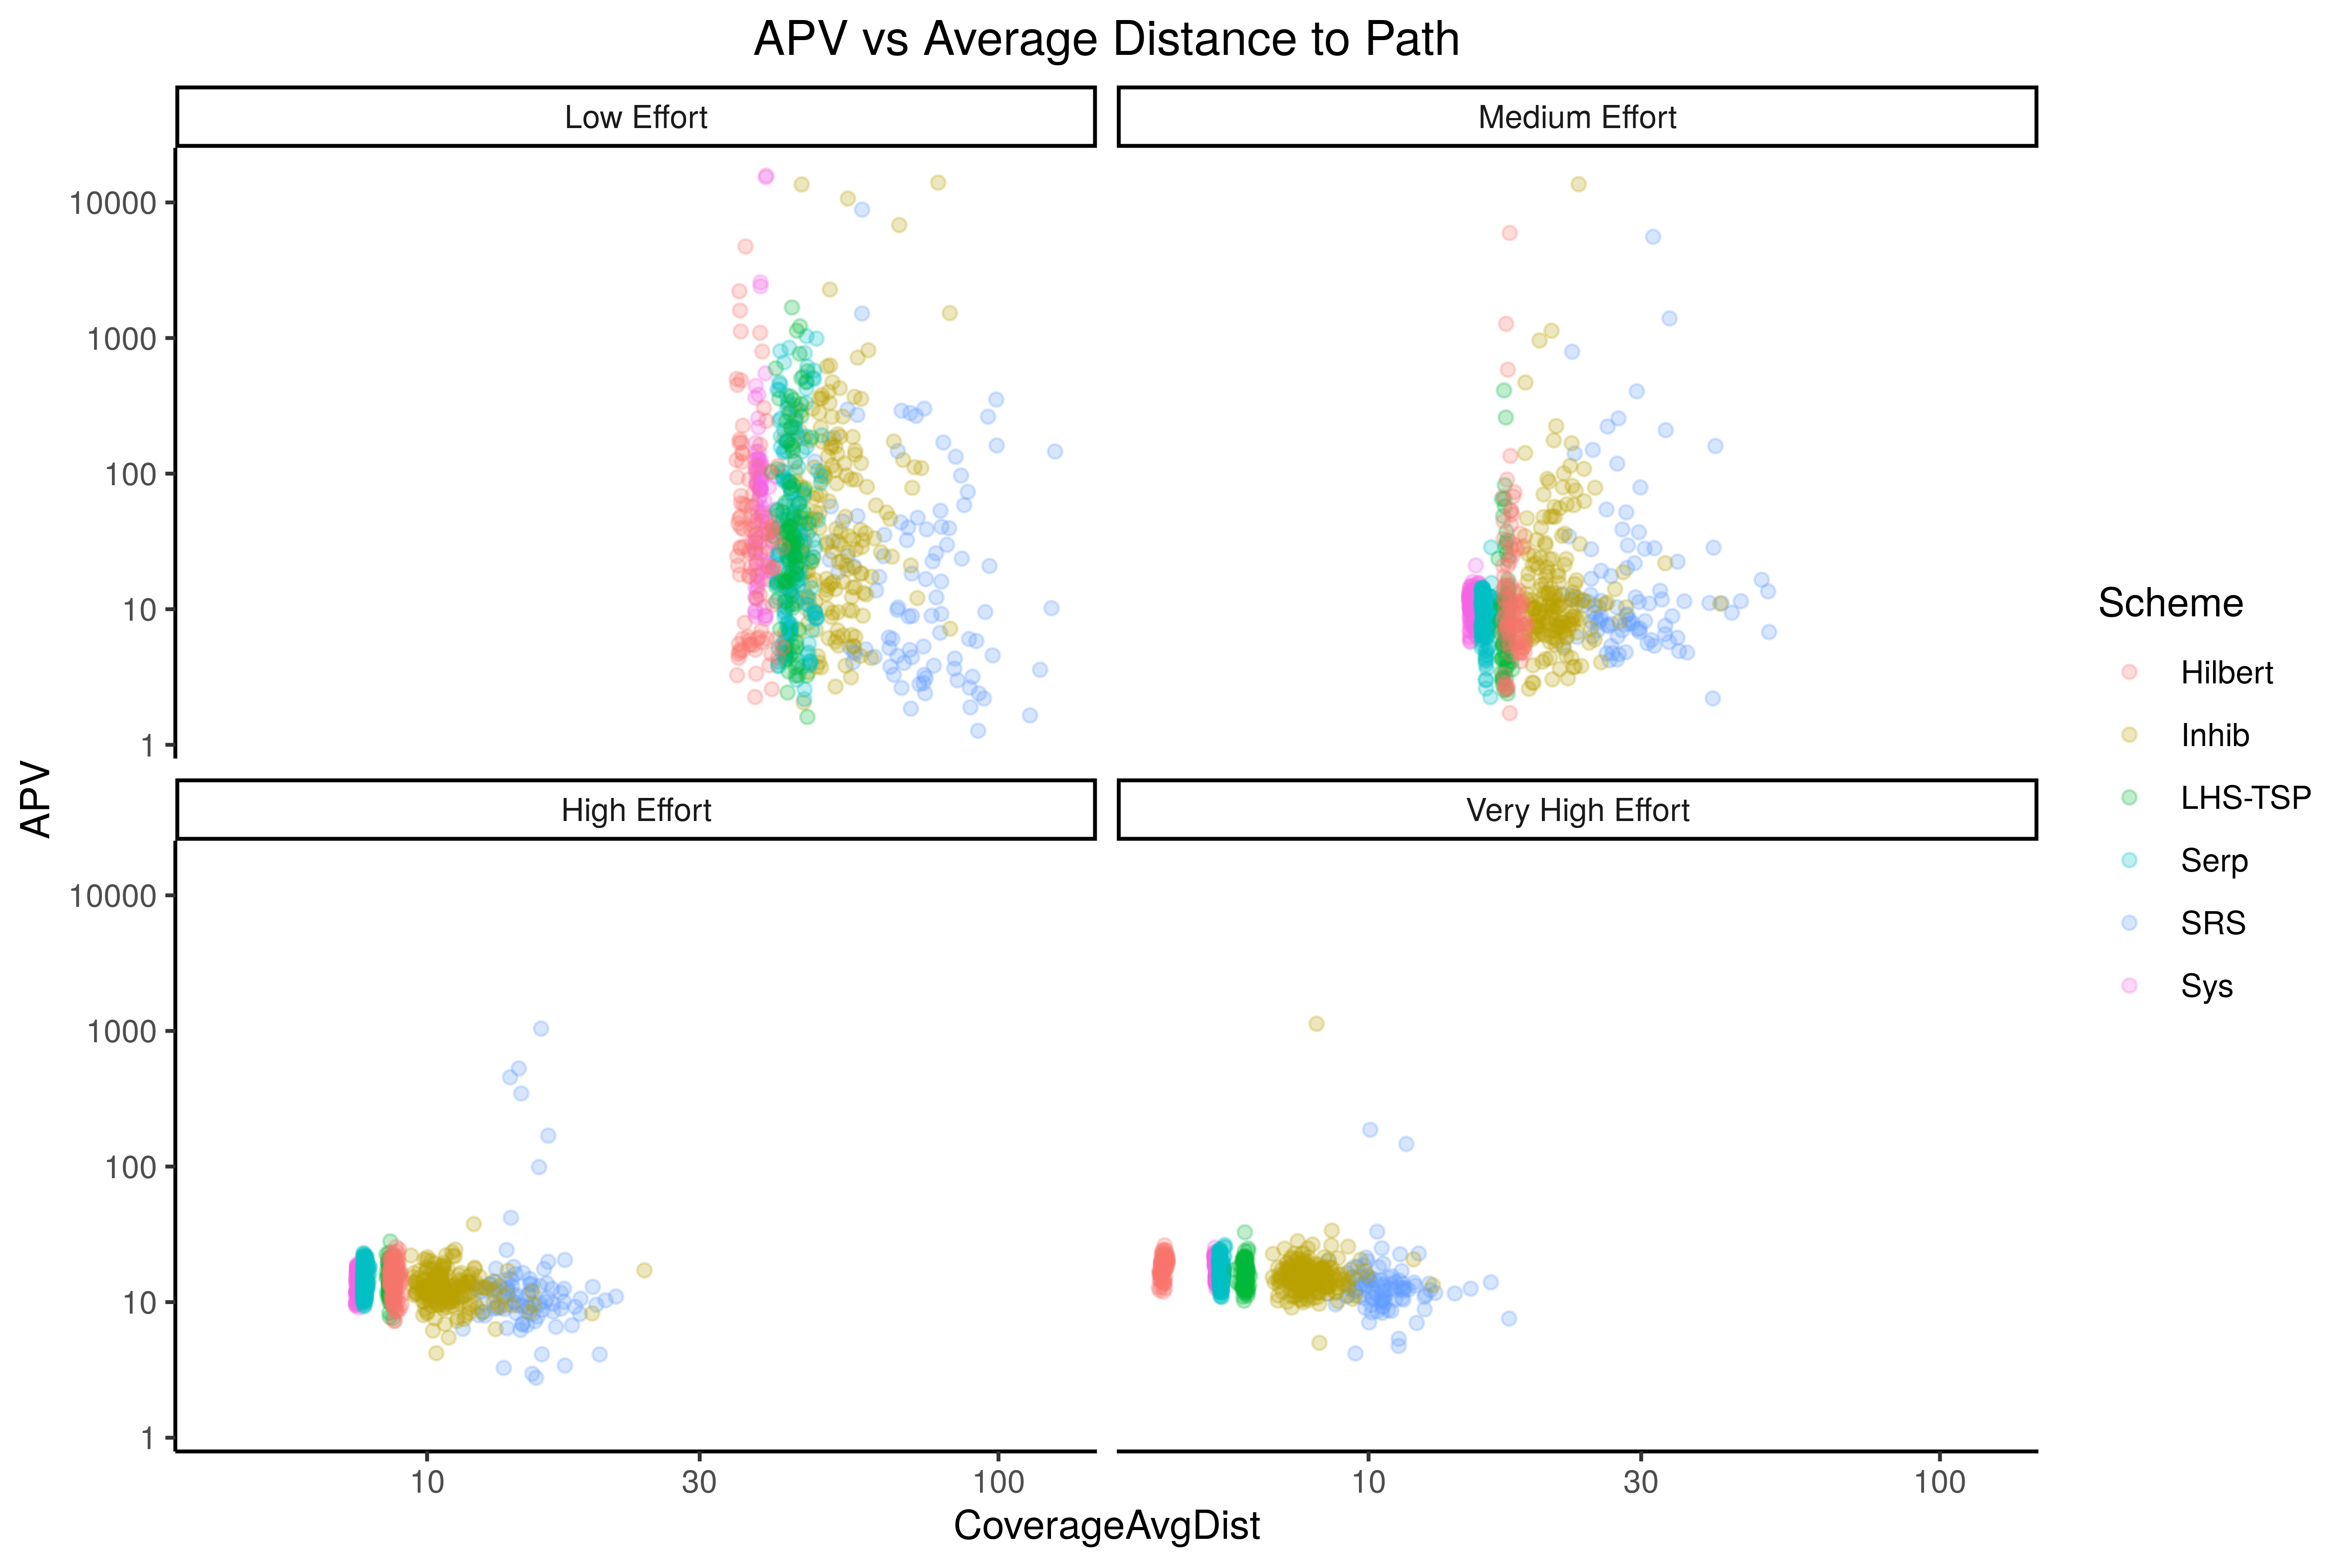 APV vs Average Distance to Path
Low Effort
Medium Effort
10000
1000
100
10
1
APV
High Effort
Very High Effort
10000
1000
100
10
1
10
30
100
10
30
100
CoverageAvgDist
Scheme
Hilbert
Inhib
LHS-TSP
Serp
SRS
Sys